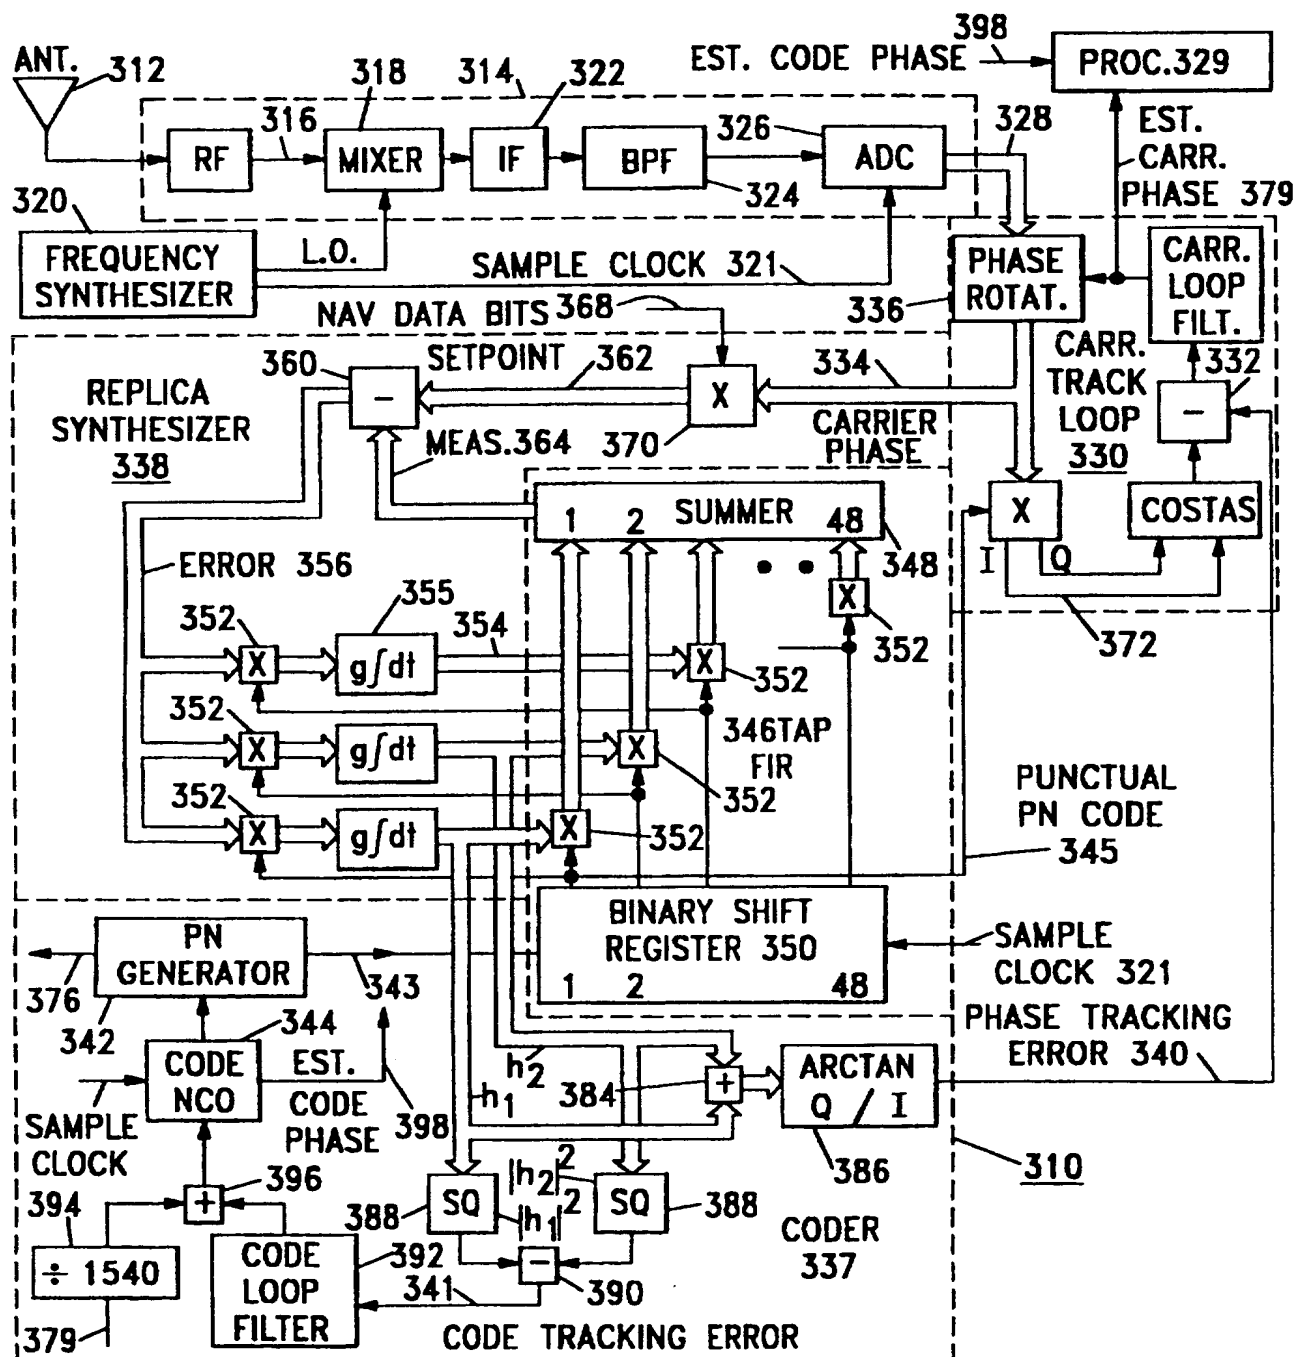 ANT.
312
318
314
322
398
EST. CODE PHASE
PROC.329
316
326
328
RF
MIXER
IF
BPF
ADC
324
EST.
CARR.
PHASE 379
320
FREQUENCY
SYNTHESIZER
L.O.
SAMPLE CLOCK 321
PHASE
ROTAT.
336
CARR.
LOOP
FILT.
NAV DATA BITS
368
360
SETPOINT
362
334
CARR.
TRACK
LOOP
330
332
REPLICA
SYNTHESIZER
338
−
X
370
CARRIER
PHASE
−
MEAS.364
SUMMER
1
2
48
348
X
I
Q
COSTAS
372
ERROR 356
352
355
354
X
g∫dt
X
352
X
352
352
X
g∫dt
X
352
346TAP
FIR
352
X
g∫dt
X
352
PUNCTUAL
PN CODE
345
PN
GENERATOR
376
342
343
BINARY SHIFT
REGISTER 350
1
2
48
SAMPLE
CLOCK 321
344
CODE
NCO
EST.
CODE
PHASE
398
SAMPLE
CLOCK
PHASE TRACKING
ERROR 340
h2
h1
384
+
ARCTAN
Q / I
386
310
394
÷ 1540
379
+
396
388
SQ
|h2|2
|h1|2
SQ
388
CODER
337
CODE
LOOP
FILTER
392
341
−
390
CODE TRACKING ERROR